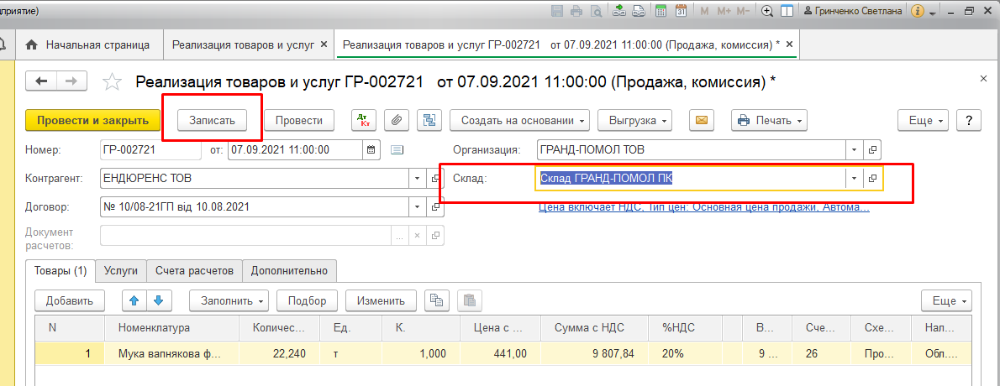 дприятие)
M M+ M- Гринченко Светлана
Начальная страница Реализация товаров и услуг Реализация товаров и услуг ГР-002721 от 07.09.2021 11:00:00 (Продажа, комиссия) *
Реализация товаров и услуг ГР-002721 от 07.09.2021 11:00:00 (Продажа, комиссия) *
Провести и закрыть Записать Провести Дт Кт Создать на основании Выгрузка Печать Еще ?
Номер: ГР-002721 от: 07.09.2021 11:00:00 Организация: ГРАНД-ПОМОЛ ТОВ
Контрагент: ЕНДЮРЕНС ТОВ Склад: Склад ГРАНД-ПОМОЛ ПК
Договор: № 10/08-21ГП від 10.08.2021 Цена включает НДС, Тип цен: Основная цена продажи, Автома...
Документ
расчетов: ...
Товары (1) Услуги Счета расчетов Дополнительно
Добавить Заполнить Подбор Изменить Еще
N Номенклатура Количес... Ед. К. Цена с ... Сумма с НДС %НДС В... Сче... Схе... Нал...
1 Мука вапнякова ф... 22,240 т 1,000 441,00 9 807,84 20% 9 ... 26 Про... Обл....